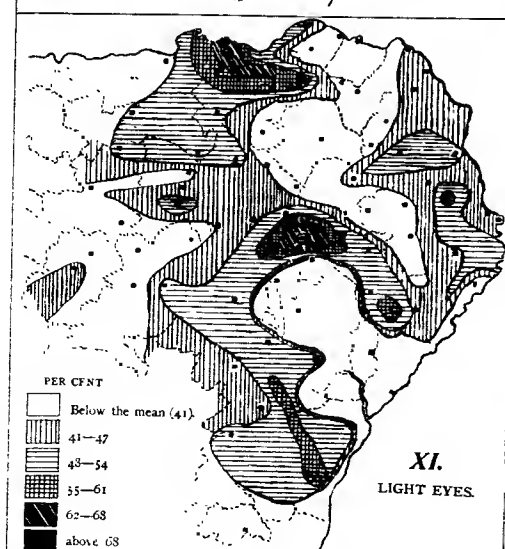 PER CENT
Below the mean (41).
41—47
48—54
55—61
62—68
above 68
XI.
LIGHT EYES.